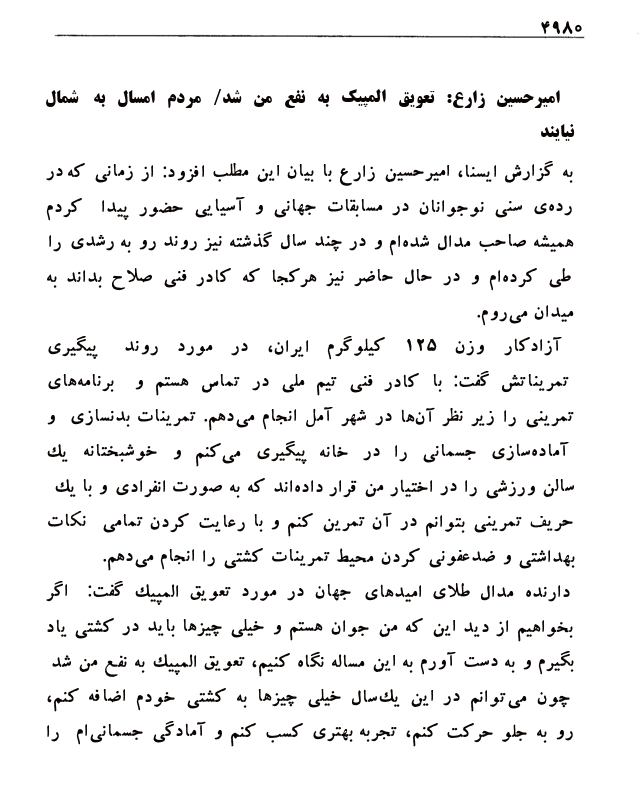 ۴۹۸۰
امیرحسین زارع: تعویق المپیک به نفع من شد/ مردم امسال به شمال
نیایند
به گزارش ایسنا، امیرحسین زارع با بیان این مطلب افزود: از زمانی که در
رده‌ی سنی نوجوانان در مسابقات جهانی و آسیایی حضور پیدا کردم
همیشه صاحب مدال شده‌ام و در چند سال گذشته نیز روند رو به رشدی را
طی کرده‌ام و در حال حاضر نیز هرکجا که کادر فنی صلاح بداند به
میدان می‌روم.
آزادکار وزن ۱۲۵ کیلوگرم ایران، در مورد روند پیگیری
تمریناتش گفت: با کادر فنی تیم ملی در تماس هستم و برنامه‌های
تمرینی را زیر نظر آن‌ها در شهر آمل انجام می‌دهم. تمرینات بدنسازی و
آماده‌سازی جسمانی را در خانه پیگیری می‌کنم و خوشبختانه یك
سالن ورزشی را در اختیار من قرار داده‌اند که به صورت انفرادی و با یك
حریف تمرینی بتوانم در آن تمرین کنم و با رعایت کردن تمامی نکات
بهداشتی و ضدعفونی کردن محیط تمرینات کشتی را انجام می‌دهم.
دارنده مدال طلای امیدهای جهان در مورد تعویق المپیك گفت: اگر
بخواهیم از دید این که من جوان هستم و خیلی چیزها باید در کشتی یاد
بگیرم و به دست آورم به این مساله نگاه کنیم، تعویق المپیك به نفع من شد
چون می‌توانم در این یك‌سال خیلی چیزها به کشتی خودم اضافه کنم،
رو به جلو حرکت کنم، تجربه بهتری کسب کنم و آمادگی جسمانی‌ام را